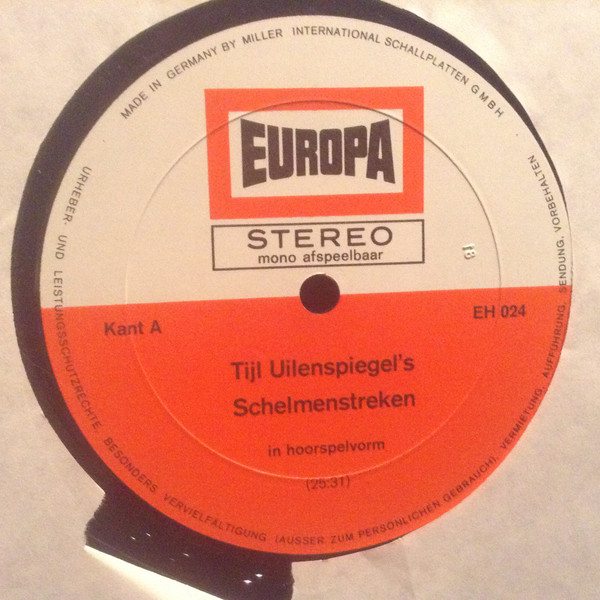 MADE IN GERMANY BY MILLER INTERNATIONAL SCHALLPLATTEN GMBH
EUROPA
STEREO
mono afspeelbaar
Kant A
EH 024
Tijl Uilenspiegel's
Schelmenstreken
in hoorspelvorm
(25:31)
URHEBER- UND LEISTUNGSSCHUTZRECHTE, BESONDERS VERVIELFÄLTIGUNG (AUSSER ZUM PERSÖNLICHEN GEBRAUCH), VERMIETUNG, AUFFÜHRUNG, SENDUNG, VORBEHALTEN